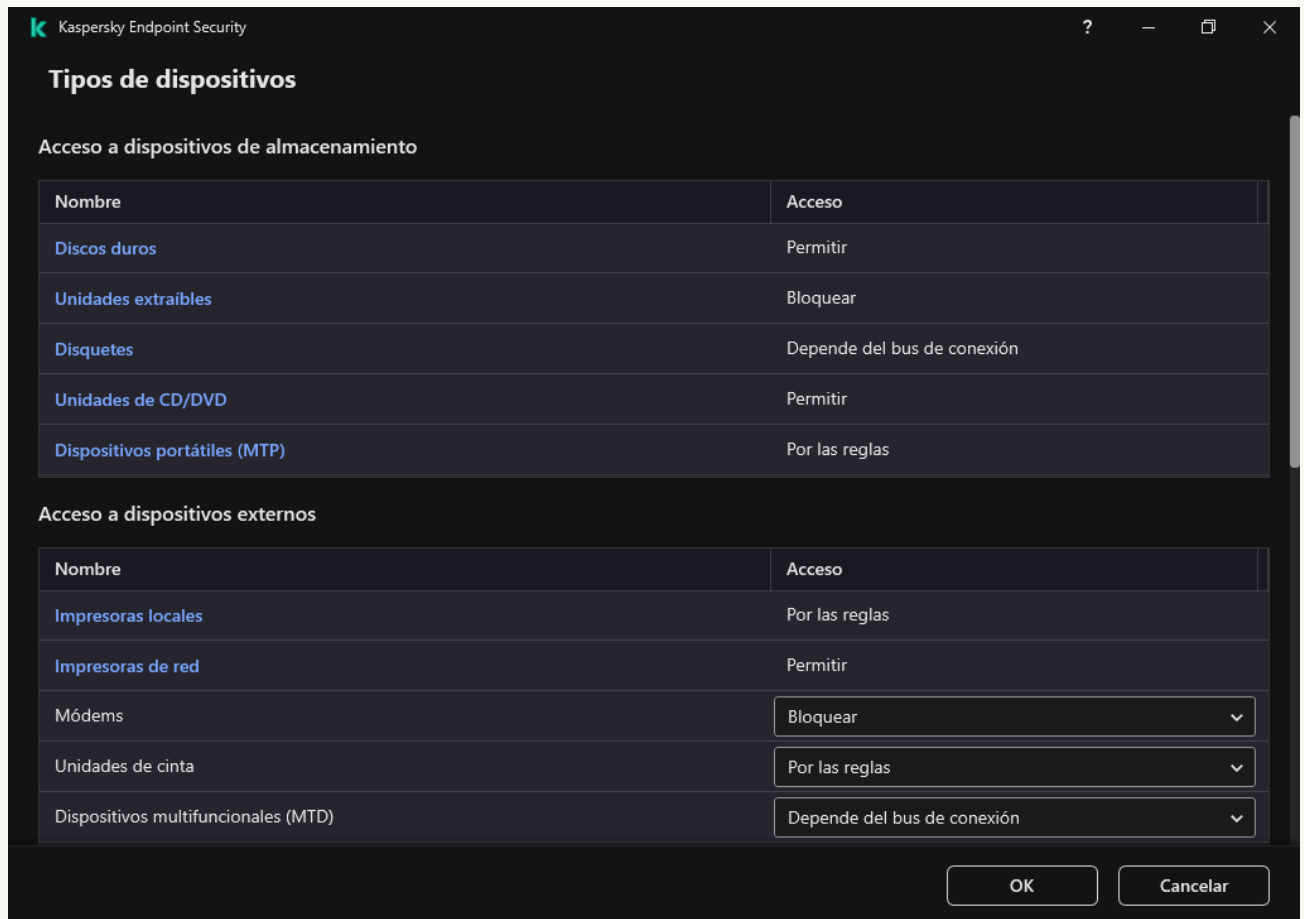 Kaspersky Endpoint Security ?
Tipos de dispositivos
Acceso a dispositivos de almacenamiento
Nombre Acceso
Discos duros Permitir
Unidades extraíbles Bloquear
Disquetes Depende del bus de conexión
Unidades de CD/DVD Permitir
Dispositivos portátiles (MTP) Por las reglas
Acceso a dispositivos externos
Nombre Acceso
Impresoras locales Por las reglas
Impresoras de red Permitir
Módems Bloquear
Unidades de cinta Por las reglas
Dispositivos multifuncionales (MTD) Depende del bus de conexión
OK Cancelar